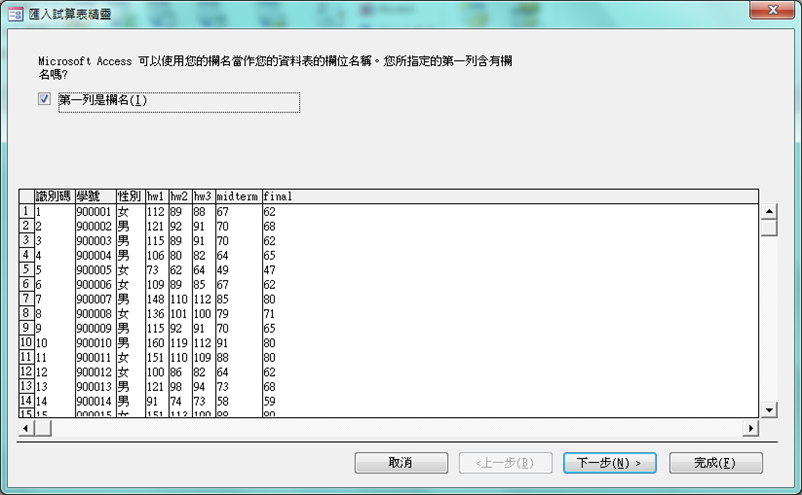 匯入試算表精靈
Microsoft Access 可以使用您的欄名當作您的資料表的欄位名稱。您所指定的第一列含有欄
名嗎?
第一列是欄名(I)
識別碼 學號 性別 hw1 hw2 hw3 midterm final
1 1 900001 女 112 89 88 67 62
2 2 900002 男 121 92 91 70 68
3 3 900003 男 115 89 91 70 62
4 4 900004 男 106 80 82 64 65
5 5 900005 女 73 62 64 49 47
6 6 900006 女 109 89 85 67 62
7 7 900007 男 148 110 112 85 80
8 8 900008 女 136 101 100 79 71
9 9 900009 男 115 92 91 70 65
10 10 900010 男 160 119 112 91 80
11 11 900011 女 151 110 109 88 80
12 12 900012 女 100 86 82 64 62
13 13 900013 男 121 98 94 73 68
14 14 900014 男 91 74 73 58 59
15 15 900015 女 151 113 100 88 80
取消 <上一步(B) 下一步(N) > 完成(F)